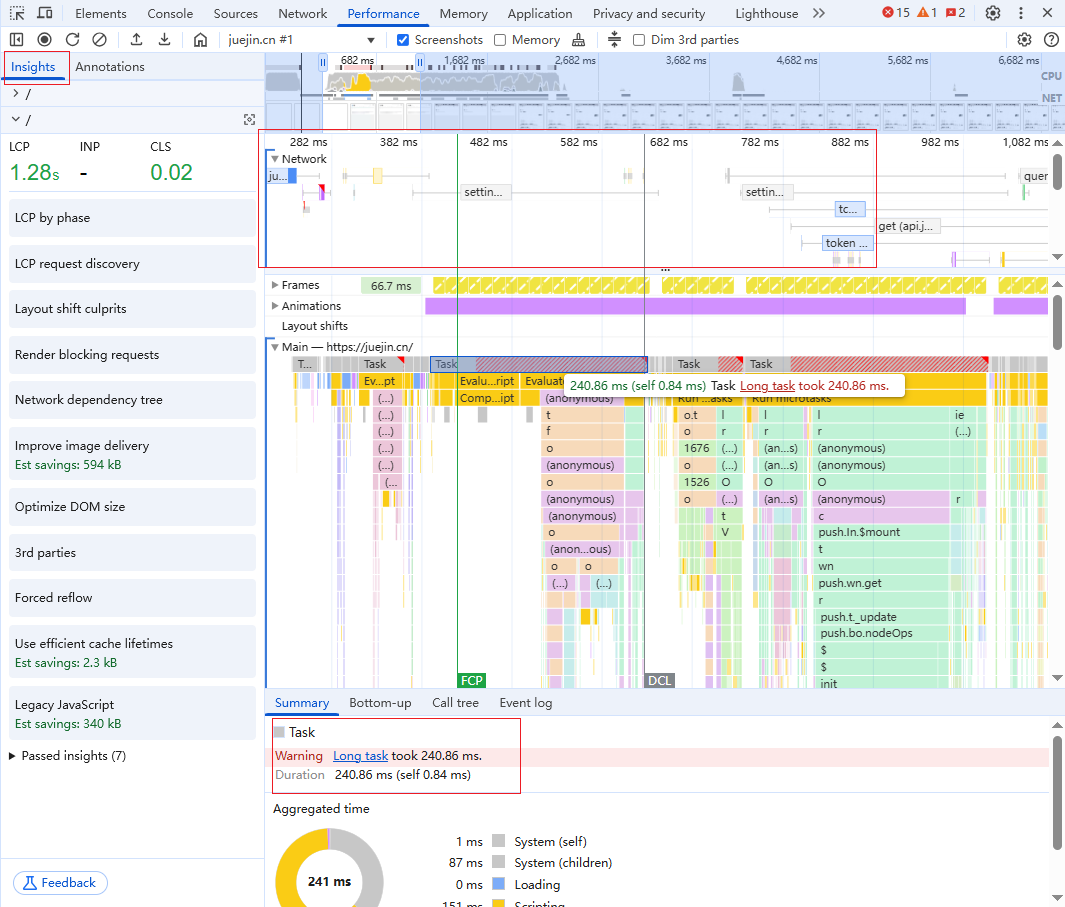 Elements Console Sources Network Performance Memory Application Privacy and security Lighthouse 15 1 2
juejin.cn #1 Screenshots Memory Dim 3rd parties
Insights Annotations
/
/
LCP INP CLS
1.28s - 0.02
LCP by phase
LCP request discovery
Layout shift culprits
Render blocking requests
Network dependency tree
Improve image delivery
Est savings: 594 kB
Optimize DOM size
3rd parties
Forced reflow
Use efficient cache lifetimes
Est savings: 2.3 kB
Legacy JavaScript
Est savings: 340 kB
Passed insights (7)
Feedback
682 ms 1,682 ms 2,682 ms 3,682 ms 4,682 ms 5,682 ms 6,682 ms
CPU
NET
282 ms 382 ms 482 ms 582 ms 682 ms 782 ms 882 ms 982 ms 1,082 ms
Network
ju... settin... settin... quer
tc...
get (api.j...
token ...
...
Frames 66.7 ms
Animations
Layout shifts
Main — https://juejin.cn/
T... Task Task Task Task
Ev...pt Evalu...ript Evaluat
240.86 ms (self 0.84 ms) Task Long task took 240.86 ms.
(...) Comp...ipt (anonymous) Run ...asks Run microtasks
(...) t o.t l l l ie
(...) f o r r r (...)
(...) o 1676 (...) (an...s) (anonymous)
(...) (anonymous) o (...) (an...s) (anonymous)
(... o 1526 O O O
(anonymous) o (...) (an...s) (anonymous) r
(anonymous) t c
o V push.In.$mount
(anon...ous) t
o o wn
(...) (...) push.wn.get
r
push.t._update
push.bo.nodeOps
$
$
init
FCP DCL
Summary Bottom-up Call tree Event log
Task
Warning Long task took 240.86 ms.
Duration 240.86 ms (self 0.84 ms)
Aggregated time
241 ms
1 ms System (self)
87 ms System (children)
0 ms Loading
151 ms Scripting